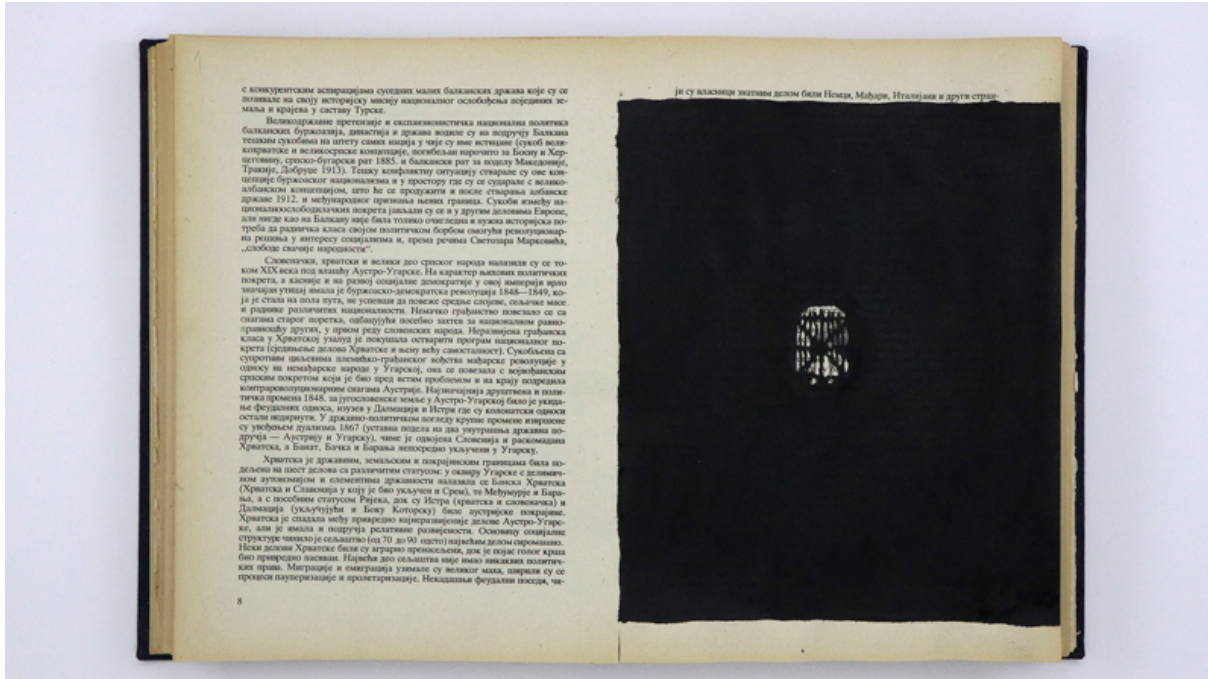 с конкурентским аспирацијама суседних малих балканских држава које су се
позивале на своју историјску мисију националног ослобођења појединих зе-
маља и крајева у саставу Турске.
Великодржавне претензије и експанзионистичка национална политика
балканских буржоазија, династија и држава водиле су на подручју Балкана
тешким сукобима на штету самих нација у чије су име истицане (сукоб вели-
кохрватске и великосрпске концепције, погибељан нарочито за Босну и Хер-
цеговину, српско-бугарски рат 1885. и балкански рат за поделу Македоније,
Тракије, Добруџе 1913). Тешку конфликтну ситуацију стварале су ове кон-
цепције буржоаског национализма и у простору где су се сударале с велико-
албанском концепцијом, што ће се продужити и после стварања албанске
државе 1912. и међународног признања њених граница. Сукоби између на-
ционалноослободилачких покрета јављали су се и у другим деловима Европе,
али нигде као на Балкану није била толико очигледна и нужна историјска по-
треба да радничка класа својом политичком борбом омогући револуционар-
на решења у интересу социјализма и, према речима Светозара Марковића,
„слободе свачије народности“.
Словеначки, хрватски и велики део српског народа налазили су се то-
ком XIX века под влашћу Аустро-Угарске. На карактер њихових политичких
покрета, а касније и на развој социјалне демократије у овој империји врло
значајан утицај имала је буржоаско-демократска револуција 1848—1849, ко-
ја је стала на пола пута, не успевши да повеже средње слојеве, сељачке масе
и раднике различитих националности. Немачко грађанство повезало се са
снагама старог поретка, одбацујући посебно захтев за националном равно-
правношћу других, у првом реду словенских народа. Неразвијена грађанска
класа у Хрватској узалуд је покушала остварити програм националног по-
крета (сједињење делова Хрватске и њену већу самосталност). Сукобљена са
супротним циљевима племићко-грађанског вођства мађарске револуције у
односу на немађарске народе у Угарској, она се повезала с војвођанским
српским покретом који је био пред истим проблемом и на крају подредила
контрареволуционарним снагама Аустрије. Најзначајнија друштвена и поли-
тичка промена 1848. за југословенске земље у Аустро-Угарској било је укида-
ње феудалних односа, изузев у Далмацији и Истри где су колонатски односи
остали недирнути. У државно-политичком погледу крупне промене извршене
су увођењем дуализма 1867 (уставна подела на два унутрашња државна по-
дручја — Аустрију и Угарску), чиме је одвојена Словенија и раскомадана
Хрватска, а Банат, Бачка и Барања непосредно укључени у Угарску.
Хрватска је државним, земаљским и покрајинским границама била по-
дељена на шест делова са различитим статусом: у оквиру Угарске с делимич-
ном аутономијом и елементима државности налазила се Банска Хрватска
(Хрватска и Славонија у коју је био укључен и Срем), те Међумурје и Бара-
ња, а с посебним статусом Ријека, док су Истра (хрватска и словеначка) и
Далмација (укључујући и Боку Которску) биле аустријске покрајине.
Хрватска је спадала међу привредно најнеразвијеније делове Аустро-Угарс-
ке, али је имала и подручја релативне развијености. Основицу социјалне
структуре чинило је сељаштво (од 70 до 90 одсто) највећим делом сиромашно.
Неки делови Хрватске били су аграрно пренасељени, док је појас голог крша
био привредно пасиван. Највећи део сељаштва није имао никаквих политич-
ких права. Миграције и емиграција узимале су великог маха, ширили су се
процеси пауперизације и пролетаризације. Некадашњи феудални поседи, чи-
8
ји су власници знатним делом били Немци, Мађари, Италијани и други стран-